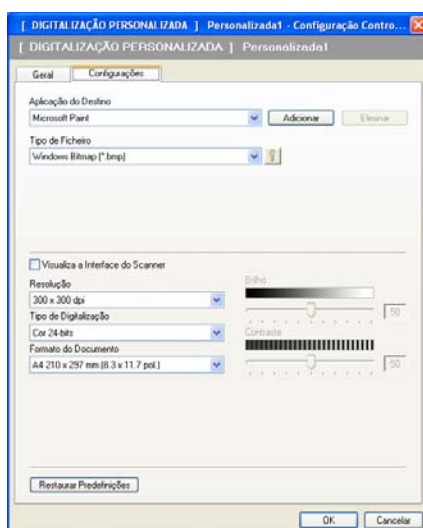 [ DIGITALIZAÇÃO PERSONALIZADA ] Personalizada1 - Configuração Contro...
[ DIGITALIZAÇÃO PERSONALIZADA ] Personalizada1
Geral Configurações
Aplicação do Destino
Microsoft Paint Adicionar Eliminar
Tipo de Ficheiro
Windows Bitmap (*.bmp)
Visualiza a Interface do Scanner
Resolução Brilho
300 x 300 dpi 50
Tipo de Digitalização
Cor 24-bits Contraste
Formato do Documento
A4 210 x 297 mm (8.3 x 11.7 pol.) 50
Restaurar Predefinições
OK Cancelar